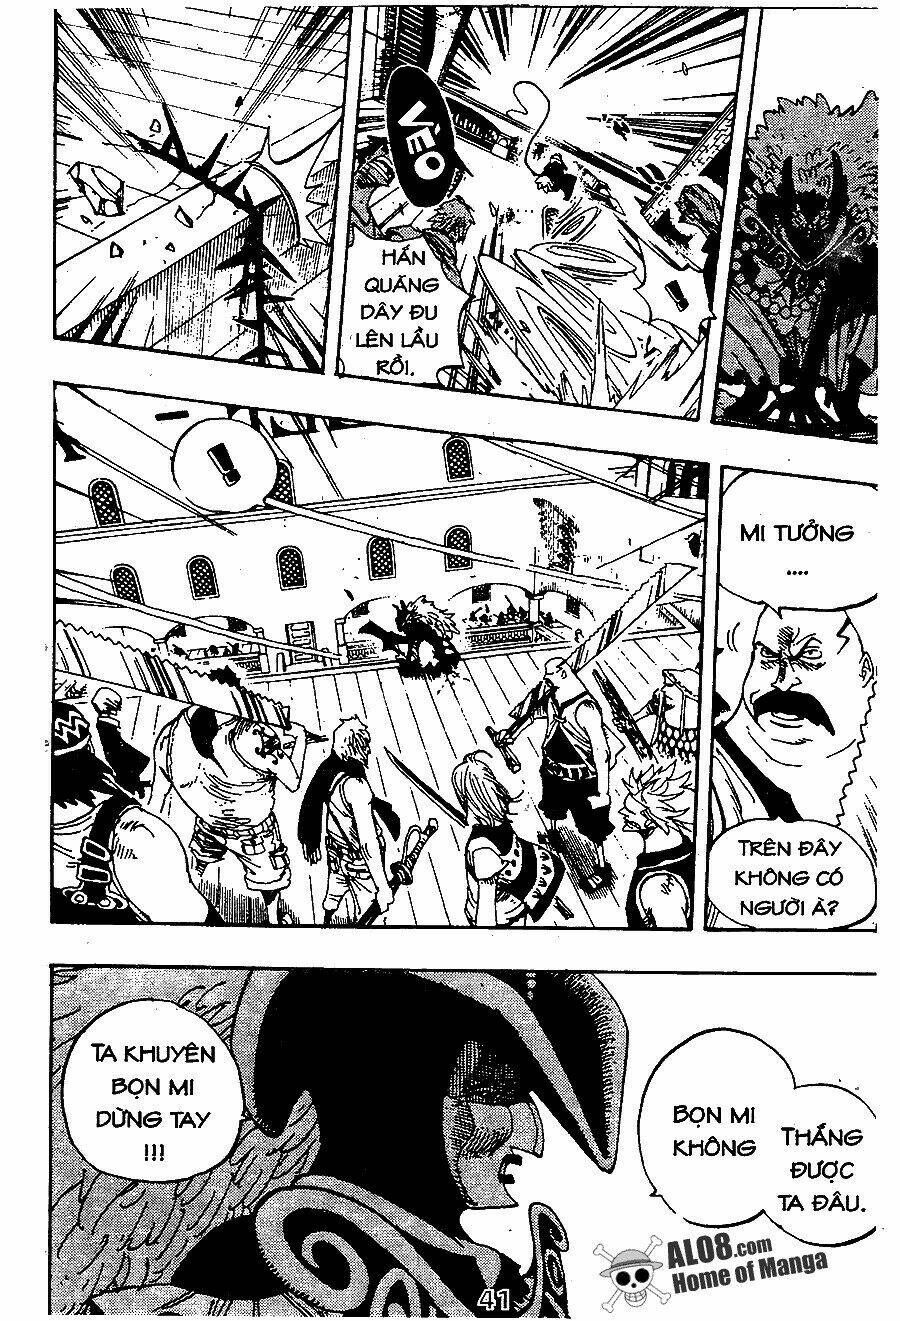 VÈO
HẮN
QUĂNG
DÂY ĐU
LÊN LẦU
RỒI.
!
MI TƯỞNG
....
TRÊN ĐÂY
KHÔNG CÓ
NGƯỜI À?
TA KHUYÊN
BỌN MI
DỪNG TAY
!!!
BỌN MI
KHÔNG
THẮNG
ĐƯỢC
TA ĐÂU.
41
ALO8.com
Home of Manga